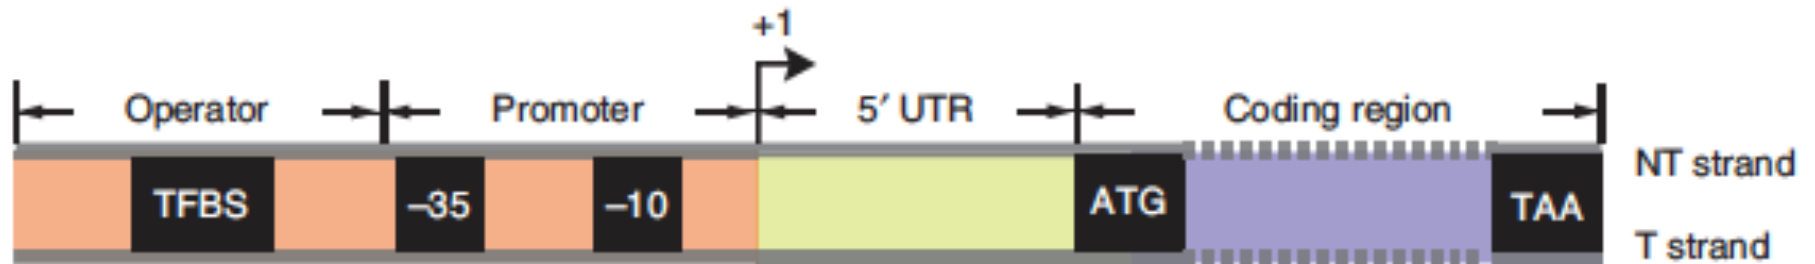 +1
Operator Promoter 5′ UTR Coding region
NT strand
TFBS –35 –10 ATG TAA
T strand